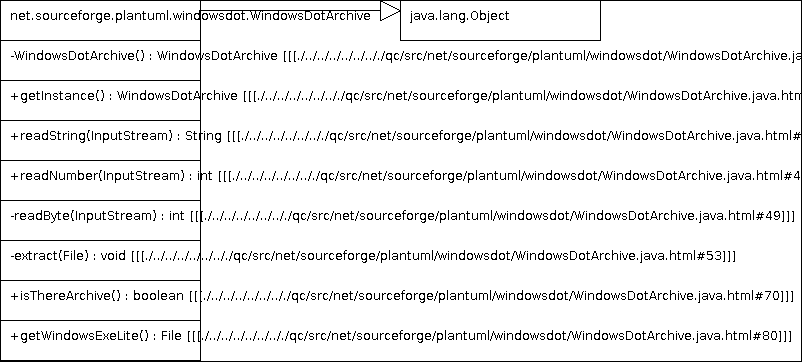 net.sourceforge.plantuml.windowsdot.WindowsDotArchive
java.lang.Object
-WindowsDotArchive() : WindowsDotArchive [[[./../../../../../../qc/src/net/sourceforge/plantuml/windowsdot/WindowsDotArchive.ja
+getInstance() : WindowsDotArchive [[[./../../../../../../qc/src/net/sourceforge/plantuml/windowsdot/WindowsDotArchive.java.htm
+readString(InputStream) : String [[[./../../../../../../qc/src/net/sourceforge/plantuml/windowsdot/WindowsDotArchive.java.html#
+readNumber(InputStream) : int [[[./../../../../../../qc/src/net/sourceforge/plantuml/windowsdot/WindowsDotArchive.java.html#4
-readByte(InputStream) : int [[[./../../../../../../qc/src/net/sourceforge/plantuml/windowsdot/WindowsDotArchive.java.html#49]]]
-extract(File) : void [[[./../../../../../../qc/src/net/sourceforge/plantuml/windowsdot/WindowsDotArchive.java.html#53]]]
+isThereArchive() : boolean [[[./../../../../../../qc/src/net/sourceforge/plantuml/windowsdot/WindowsDotArchive.java.html#70]]]
+getWindowsExeLite() : File [[[./../../../../../../qc/src/net/sourceforge/plantuml/windowsdot/WindowsDotArchive.java.html#80]]]